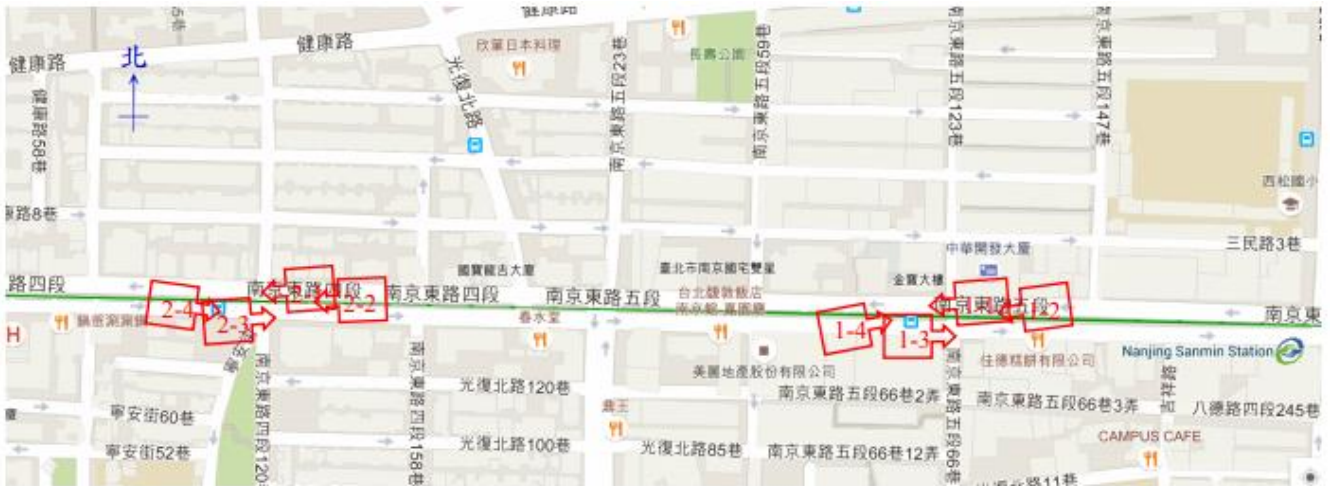 健康路
北
健康路
健康路58巷
欣葉日本料理
光復北路
南京東路五段23巷
長壽公園
南京東路五段59巷
南京東路五段123巷
南京東路五段147巷
西松國小
三民路3巷
康路8巷
路四段
南京東路四段
國寶龍吉大廈
南京東路四段
南京東路五段
臺北市南京國宅雙星
台北馥敦飯店
金寶大樓
中華開發大廈
南京東路五段
南京東
2-4
2-3
2-2
1-4
1-3
1-2
H
春水堂
美麗地產股份有限公司
佳德糕餅有限公司
Nanjing Sanmin Station
南京東路四段120巷
南京東路四段158巷
光復北路120巷
南京東路五段66巷2弄
南京東路五段66巷3弄
吉祥路
八德路四段245巷
寧安街60巷
寧安街52巷
光復北路100巷
光復北路85巷
南京東路五段66巷12弄
南京東路五段66巷
CAMPUS CAFE